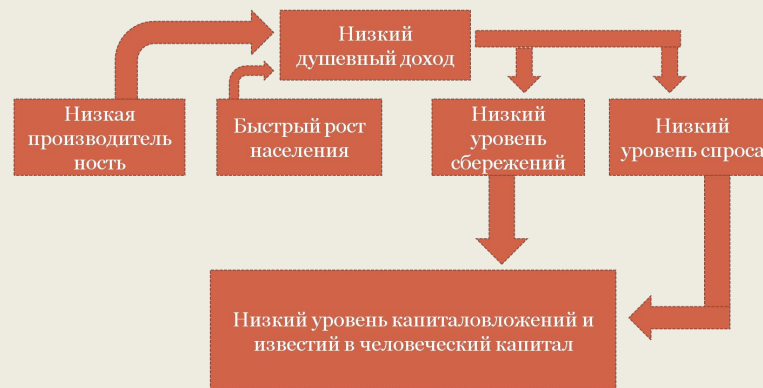 Низкий
душевный доход
Низкая
производитель
ность
Быстрый рост
населения
Низкий
уровень
сбережений
Низкий
уровень спроса
Низкий уровень капиталовложений и
известий в человеческий капитал